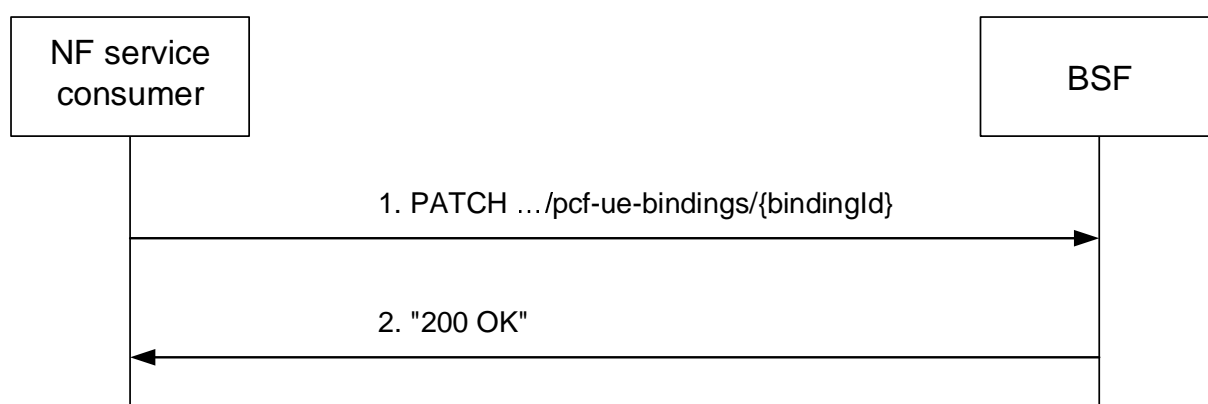 NF service
consumer
BSF
1. PATCH …/pcf-ue-bindings/{bindingId}
2. "200 OK"